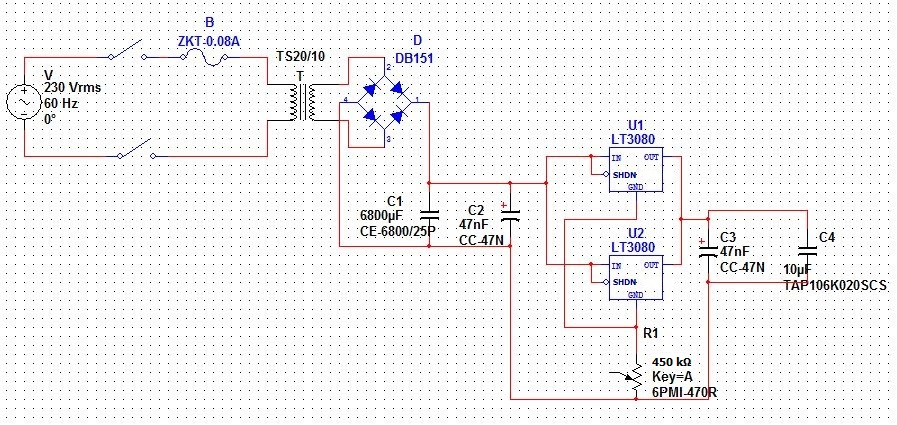 B
ZKT-0.08A
V
230 Vrms
60 Hz
0°
TS20/10
T
D
DB151
2
4
1
3
C1
6800µF
CE-6800/25P
C2
+
47nF
CC-47N
U1
LT3080
IN OUT
SHDN
GND
U2
LT3080
IN OUT
SHDN
GND
C3
+
47nF
CC-47N
C4
10µF
TAP106K020SCS
R1
450 kΩ
Key=A
6PMI-470R